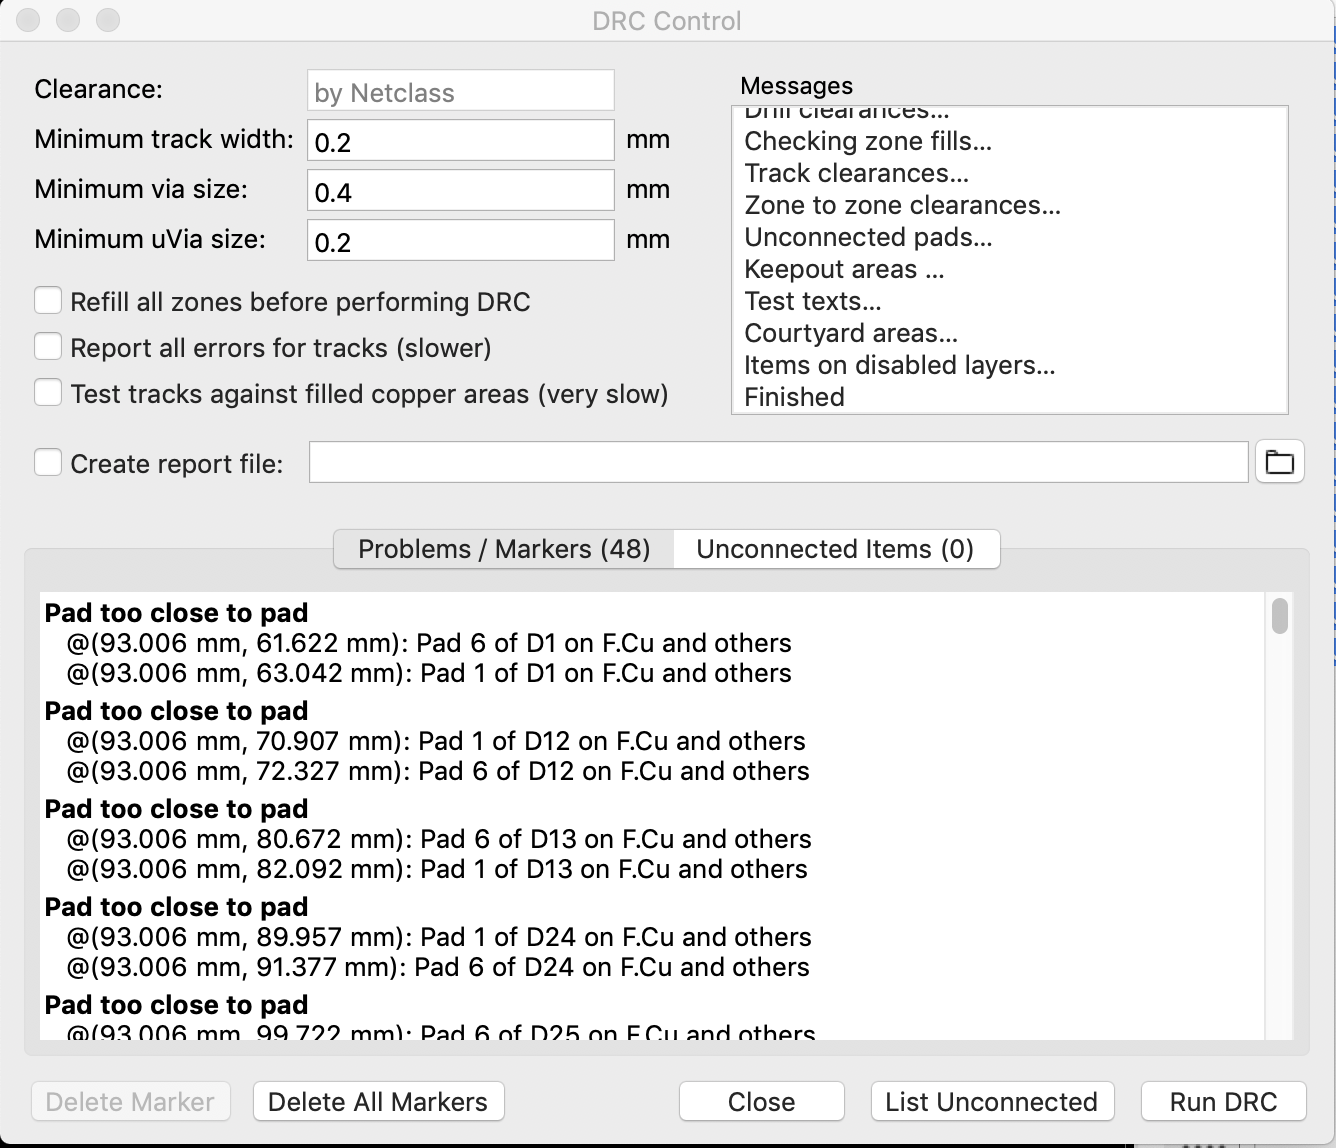 DRC Control
Clearance:
by Netclass
Minimum track width:
0.2
mm
Minimum via size:
0.4
mm
Minimum uVia size:
0.2
mm
Refill all zones before performing DRC
Report all errors for tracks (slower)
Test tracks against filled copper areas (very slow)
Messages
Drill clearances...
Checking zone fills...
Track clearances...
Zone to zone clearances...
Unconnected pads...
Keepout areas ...
Test texts...
Courtyard areas...
Items on disabled layers...
Finished
Create report file:
Problems / Markers (48)
Unconnected Items (0)
Pad too close to pad
@(93.006 mm, 61.622 mm): Pad 6 of D1 on F.Cu and others
@(93.006 mm, 63.042 mm): Pad 1 of D1 on F.Cu and others
Pad too close to pad
@(93.006 mm, 70.907 mm): Pad 1 of D12 on F.Cu and others
@(93.006 mm, 72.327 mm): Pad 6 of D12 on F.Cu and others
Pad too close to pad
@(93.006 mm, 80.672 mm): Pad 6 of D13 on F.Cu and others
@(93.006 mm, 82.092 mm): Pad 1 of D13 on F.Cu and others
Pad too close to pad
@(93.006 mm, 89.957 mm): Pad 1 of D24 on F.Cu and others
@(93.006 mm, 91.377 mm): Pad 6 of D24 on F.Cu and others
Pad too close to pad
@(93.006 mm, 99.722 mm): Pad 6 of D25 on F.Cu and others
Delete Marker
Delete All Markers
Close
List Unconnected
Run DRC